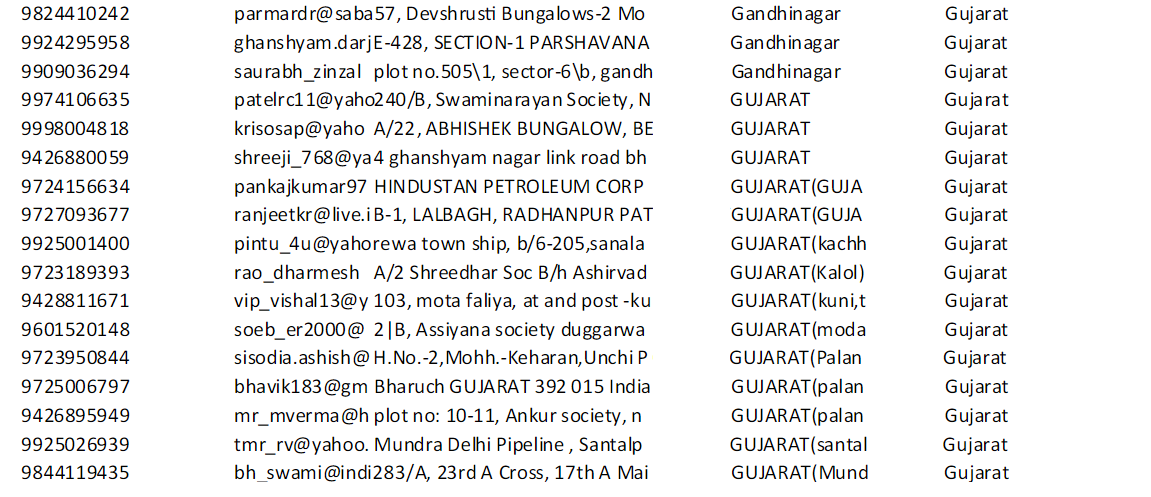 9824410242 parmardr@saba57, Devshrusti Bungalows-2 Mo Gandhinagar Gujarat
9924295958 ghanshyam.darjE-428, SECTION-1 PARSHAVANA Gandhinagar Gujarat
9909036294 saurabh_zinzal plot no.505\1, sector-6\b, gandh Gandhinagar Gujarat
9974106635 patelrc11@yaho240/B, Swaminarayan Society, N GUJARAT Gujarat
9998004818 krisosap@yaho A/22, ABHISHEK BUNGALOW, BE GUJARAT Gujarat
9426880059 shreeji_768@ya4 ghanshyam nagar link road bh GUJARAT Gujarat
9724156634 pankajkumar97 HINDUSTAN PETROLEUM CORP GUJARAT(GUJA Gujarat
9727093677 ranjeetkr@live.iB-1, LALBAGH, RADHANPUR PAT GUJARAT(GUJA Gujarat
9925001400 pintu_4u@yahorewa town ship, b/6-205,sanala GUJARAT(kachh Gujarat
9723189393 rao_dharmesh A/2 Shreedhar Soc B/h Ashirvad GUJARAT(Kalol) Gujarat
9428811671 vip_vishal13@y 103, mota faliya, at and post -ku GUJARAT(kuni,t Gujarat
9601520148 soeb_er2000@ 2|B, Assiyana society duggarwa GUJARAT(moda Gujarat
9723950844 sisodia.ashish@ H.No.-2,Mohh.-Keharan,Unchi P GUJARAT(Palan Gujarat
9725006797 bhavik183@gm Bharuch GUJARAT 392 015 India GUJARAT(palan Gujarat
9426895949 mr_mverma@h plot no: 10-11, Ankur society, n GUJARAT(palan Gujarat
9925026939 tmr_rv@yahoo. Mundra Delhi Pipeline , Santalp GUJARAT(santal Gujarat
9844119435 bh_swami@indi283/A, 23rd A Cross, 17th A Mai GUJARAT(Mund Gujarat